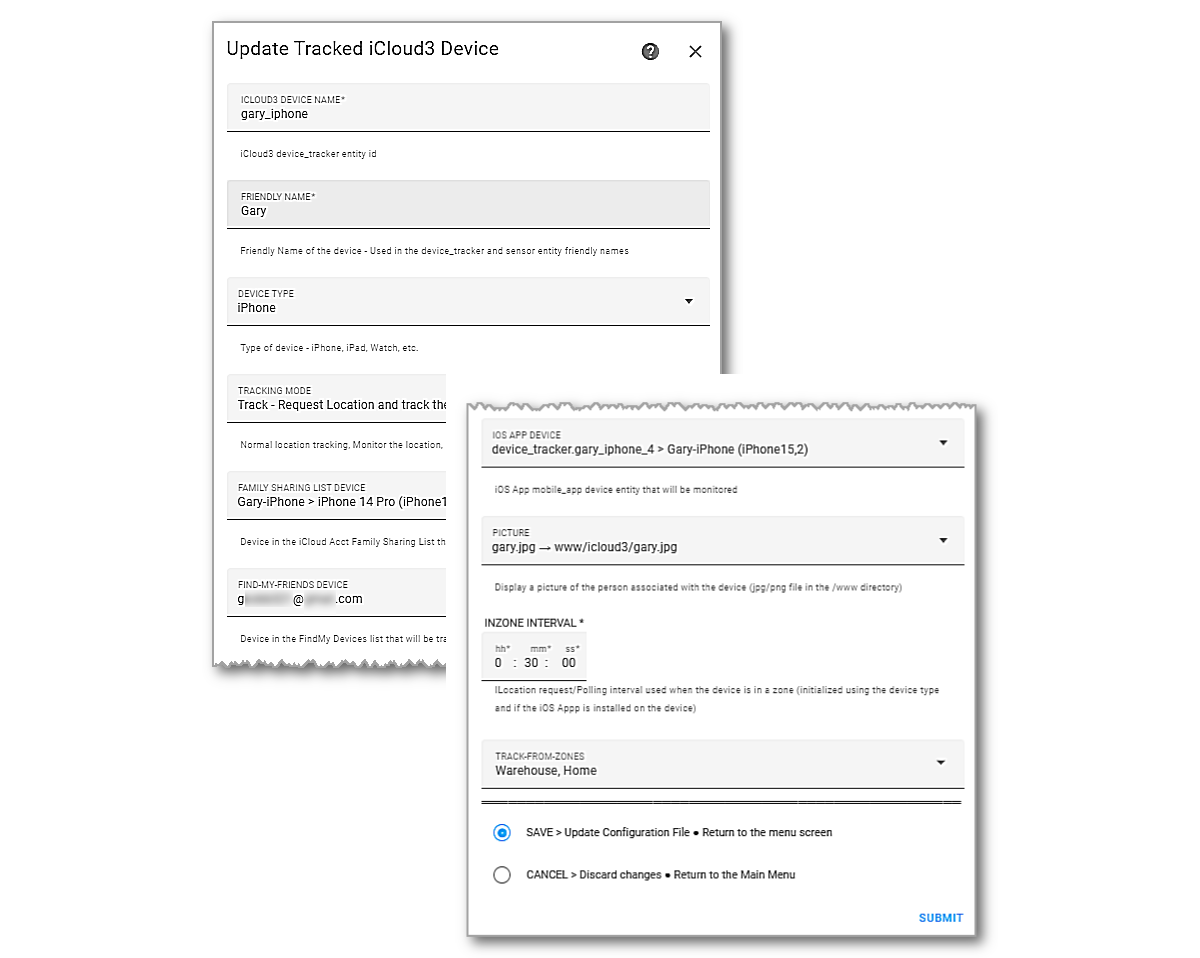 Update Tracked iCloud3 Device
ICLOUD3 DEVICE NAME*
gary_iphone
iCloud3 device_tracker entity id
FRIENDLY NAME*
Gary
Friendly Name of the device - Used in the device_tracker and sensor entity friendly names
DEVICE TYPE
iPhone
Type of device - iPhone, iPad, Watch, etc.
TRACKING MODE
Track - Request Location and track the
Normal location tracking, Monitor the location,
FAMILY SHARING LIST DEVICE
Gary-iPhone > iPhone 14 Pro (iPhone1
Device in the iCloud Acct Family Sharing List th
FIND-MY-FRIENDS DEVICE
g @ .com
Device in the FindMy Devices list that will be tra
IOS APP DEVICE
device_tracker.gary_iphone_4 > Gary-iPhone (iPhone15,2)
iOS App mobile_app device entity that will be monitored
PICTURE
gary.jpg → www/icloud3/gary.jpg
Display a picture of the person associated with the device (jpg/png file in the /www directory)
INZONE INTERVAL *
hh* mm* ss*
0 : 30 : 00
lLocation request/Polling interval used when the device is in a zone (initialized using the device type
and if the iOS Appp is installed on the device)
TRACK-FROM-ZONES
Warehouse, Home
SAVE > Update Configuration File ● Return to the menu screen
CANCEL > Discard changes ● Return to the Main Menu
SUBMIT